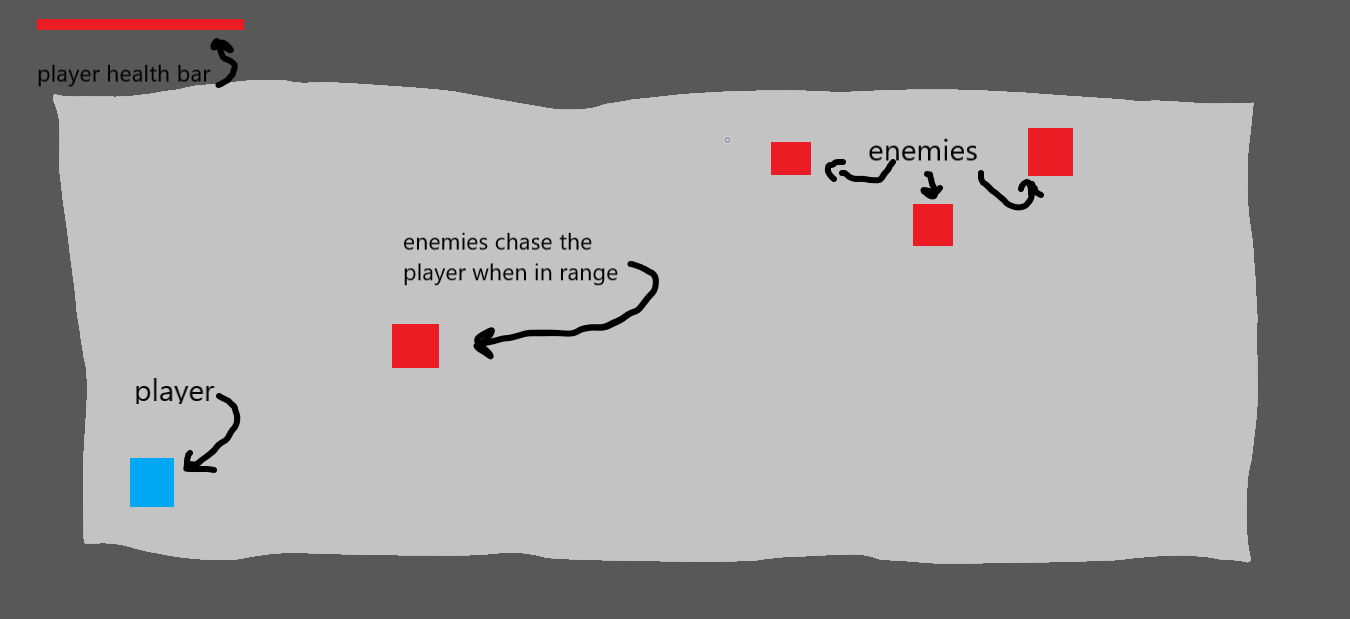 player health bar
enemies
enemies chase the
player when in range
player